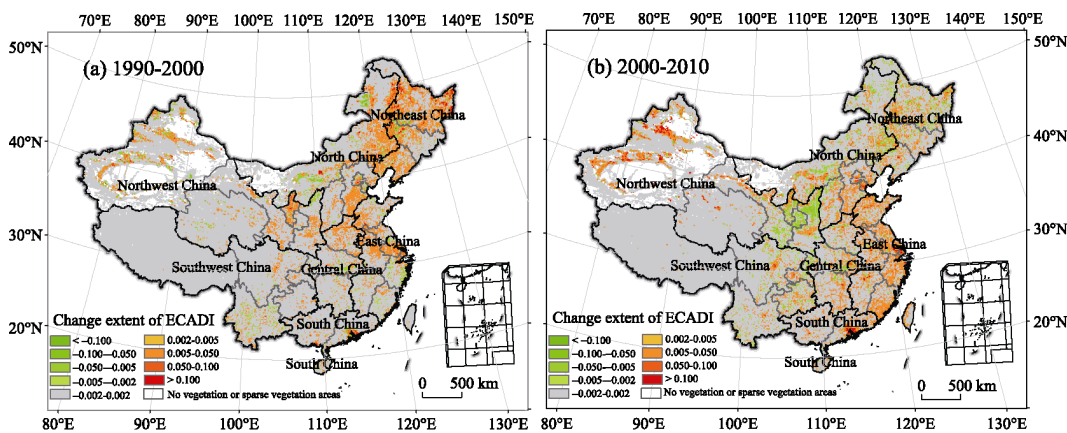 70°E 80°E 90°E 100°E 110°E 120°E 130°E 140°E 150°E
50°N
40°N
30°N
20°N
(a) 1990-2000
Northeast China
North China
Northwest China
East China
Southwest China
Central China
South China
South China
Change extent of ECADI
< -0.100
-0.100—0.050
-0.050—0.005
-0.005—0.002
-0.002-0.002
0.002-0.005
0.005-0.050
0.050-0.100
> 0.100
No vegetation or sparse vegetation areas
0 500 km
80°E 90°E 100°E 110°E 120°E 130°E
70°E 80°E 90°E 100°E 110°E 120°E 130°E 140°E 150°E
50°N
40°N
30°N
20°N
(b) 2000-2010
Northeast China
North China
Northwest China
East China
Southwest China
Central China
South China
South China
Change extent of ECADI
< -0.100
-0.100—0.050
-0.050—0.005
-0.005—0.002
-0.002-0.002
0.002-0.005
0.005-0.050
0.050-0.100
> 0.100
No vegetation or sparse vegetation areas
0 500 km
50°N
40°N
30°N
20°N
80°E 90°E 100°E 110°E 120°E 130°E